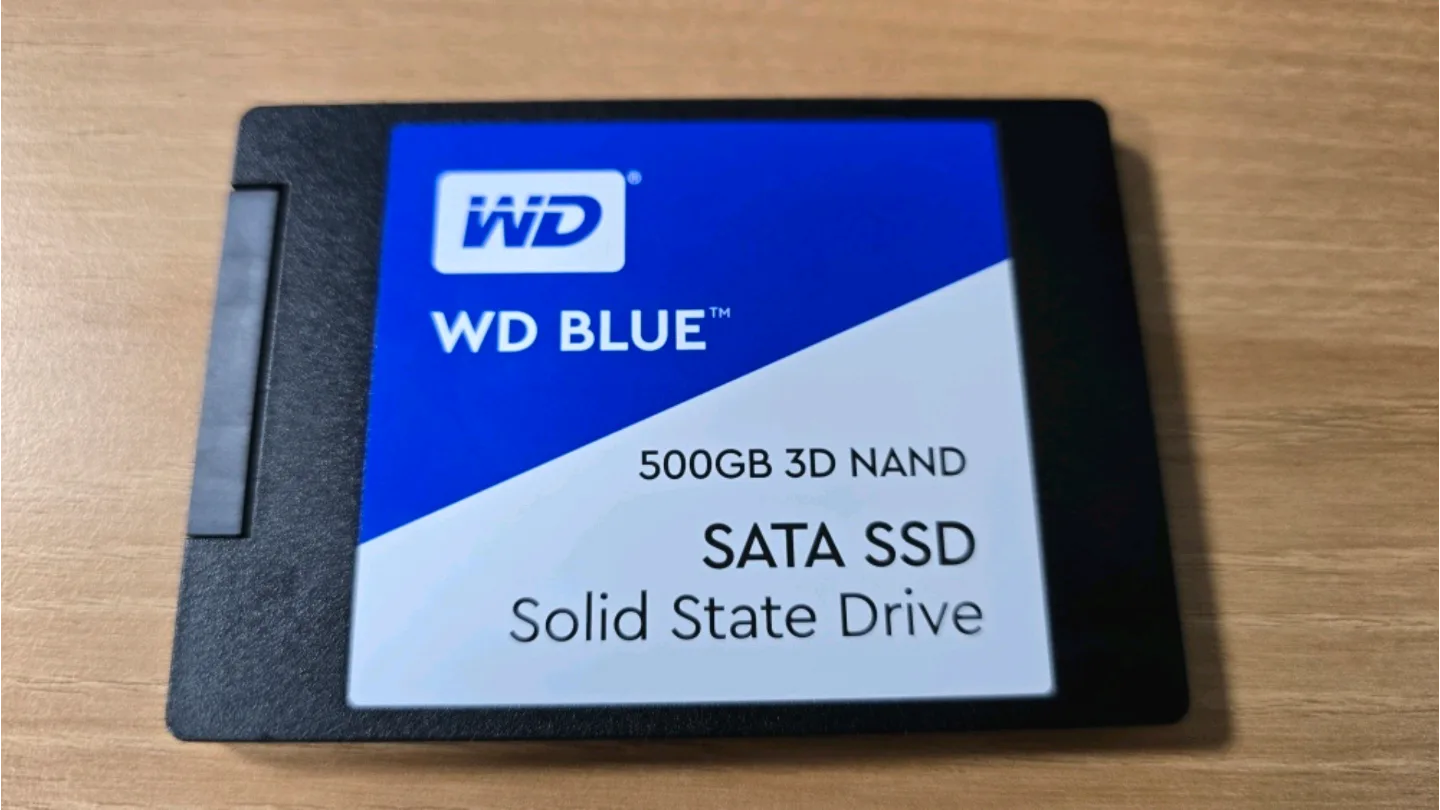 WD®
WD BLUE™
500GB 3D NAND
SATA SSD
Solid State Drive